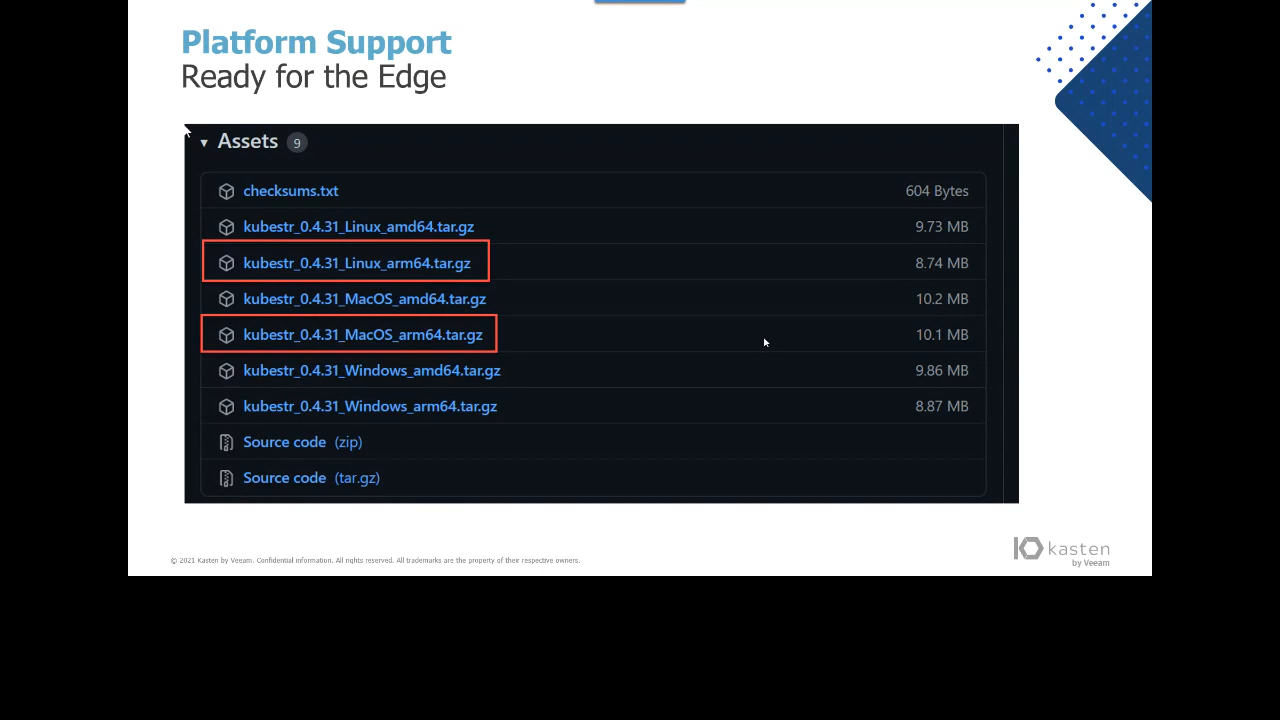 Platform Support
Ready for the Edge
Assets 9
checksums.txt 604 Bytes
kubestr_0.4.31_Linux_amd64.tar.gz 9.73 MB
kubestr_0.4.31_Linux_arm64.tar.gz 8.74 MB
kubestr_0.4.31_MacOS_amd64.tar.gz 10.2 MB
kubestr_0.4.31_MacOS_arm64.tar.gz 10.1 MB
kubestr_0.4.31_Windows_amd64.tar.gz 9.86 MB
kubestr_0.4.31_Windows_arm64.tar.gz 8.87 MB
Source code (zip)
Source code (tar.gz)
© 2021 Kasten by Veeam. Confidential information. All rights reserved. All trademarks are the property of their respective owners.
kasten
by Veeam